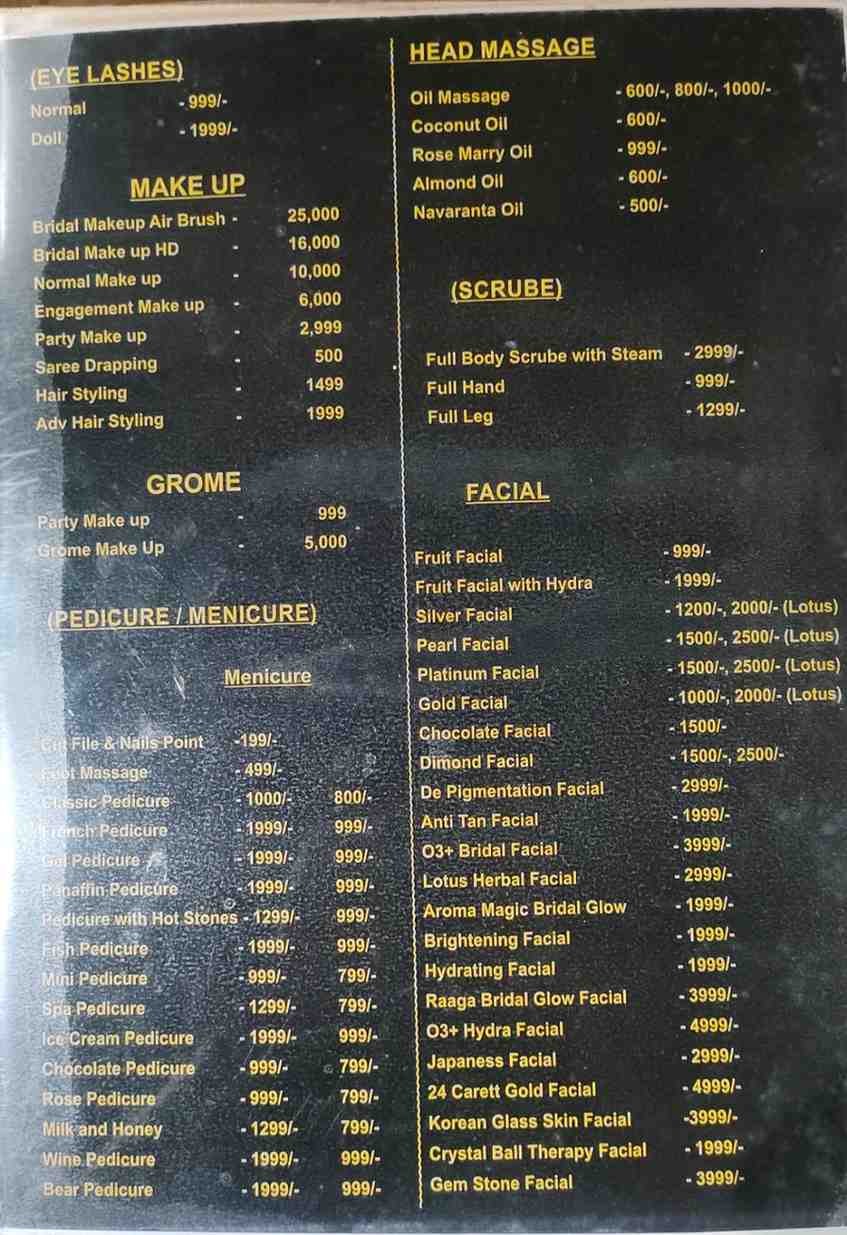 (EYE LASHES)
Normal - 999/-
Doll - 1999/-
MAKE UP
Bridal Makeup Air Brush - 25,000
Bridal Make up HD - 16,000
Normal Make up - 10,000
Engagement Make up - 6,000
Party Make up - 2,999
Saree Drapping - 500
Hair Styling - 1499
Adv Hair Styling - 1999
GROME
Party Make up - 999
Grome Make Up - 5,000
(PEDICURE / MENICURE)
Menicure
Cut File & Nails Point -199/-
Foot Massage - 499/-
Classic Pedicure - 1000/- 800/-
French Pedicure - 1999/- 999/-
Gel Pedicure - 1999/- 999/-
Panaffin Pedicure - 1999/- 999/-
Pedicure with Hot Stones - 1299/- 999/-
Fish Pedicure - 1999/- 999/-
Mini Pedicure - 999/- 799/-
Spa Pedicure - 1299/- 799/-
Ice Cream Pedicure - 1999/- 999/-
Chocolate Pedicure - 999/- 799/-
Rose Pedicure - 999/- 799/-
Milk and Honey - 1299/- 799/-
Wine Pedicure - 1999/- 999/-
Bear Pedicure - 1999/- 999/-
HEAD MASSAGE
Oil Massage - 600/-, 800/-, 1000/-
Coconut Oil - 600/-
Rose Marry Oil - 999/-
Almond Oil - 600/-
Navaranta Oil - 500/-
(SCRUBE)
Full Body Scrube with Steam - 2999/-
Full Hand - 999/-
Full Leg - 1299/-
FACIAL
Fruit Facial - 999/-
Fruit Facial with Hydra - 1999/-
Silver Facial - 1200/-, 2000/- (Lotus)
Pearl Facial - 1500/-, 2500/- (Lotus)
Platinum Facial - 1500/-, 2500/- (Lotus)
Gold Facial - 1000/-, 2000/- (Lotus)
Chocolate Facial - 1500/-
Dimond Facial - 1500/-, 2500/-
De Pigmentation Facial - 2999/-
Anti Tan Facial - 1999/-
O3+ Bridal Facial - 3999/-
Lotus Herbal Facial - 2999/-
Aroma Magic Bridal Glow - 1999/-
Brightening Facial - 1999/-
Hydrating Facial - 1999/-
Raaga Bridal Glow Facial - 3999/-
O3+ Hydra Facial - 4999/-
Japaness Facial - 2999/-
24 Carett Gold Facial - 4999/-
Korean Glass Skin Facial -3999/-
Crystal Ball Therapy Facial - 1999/-
Gem Stone Facial - 3999/-